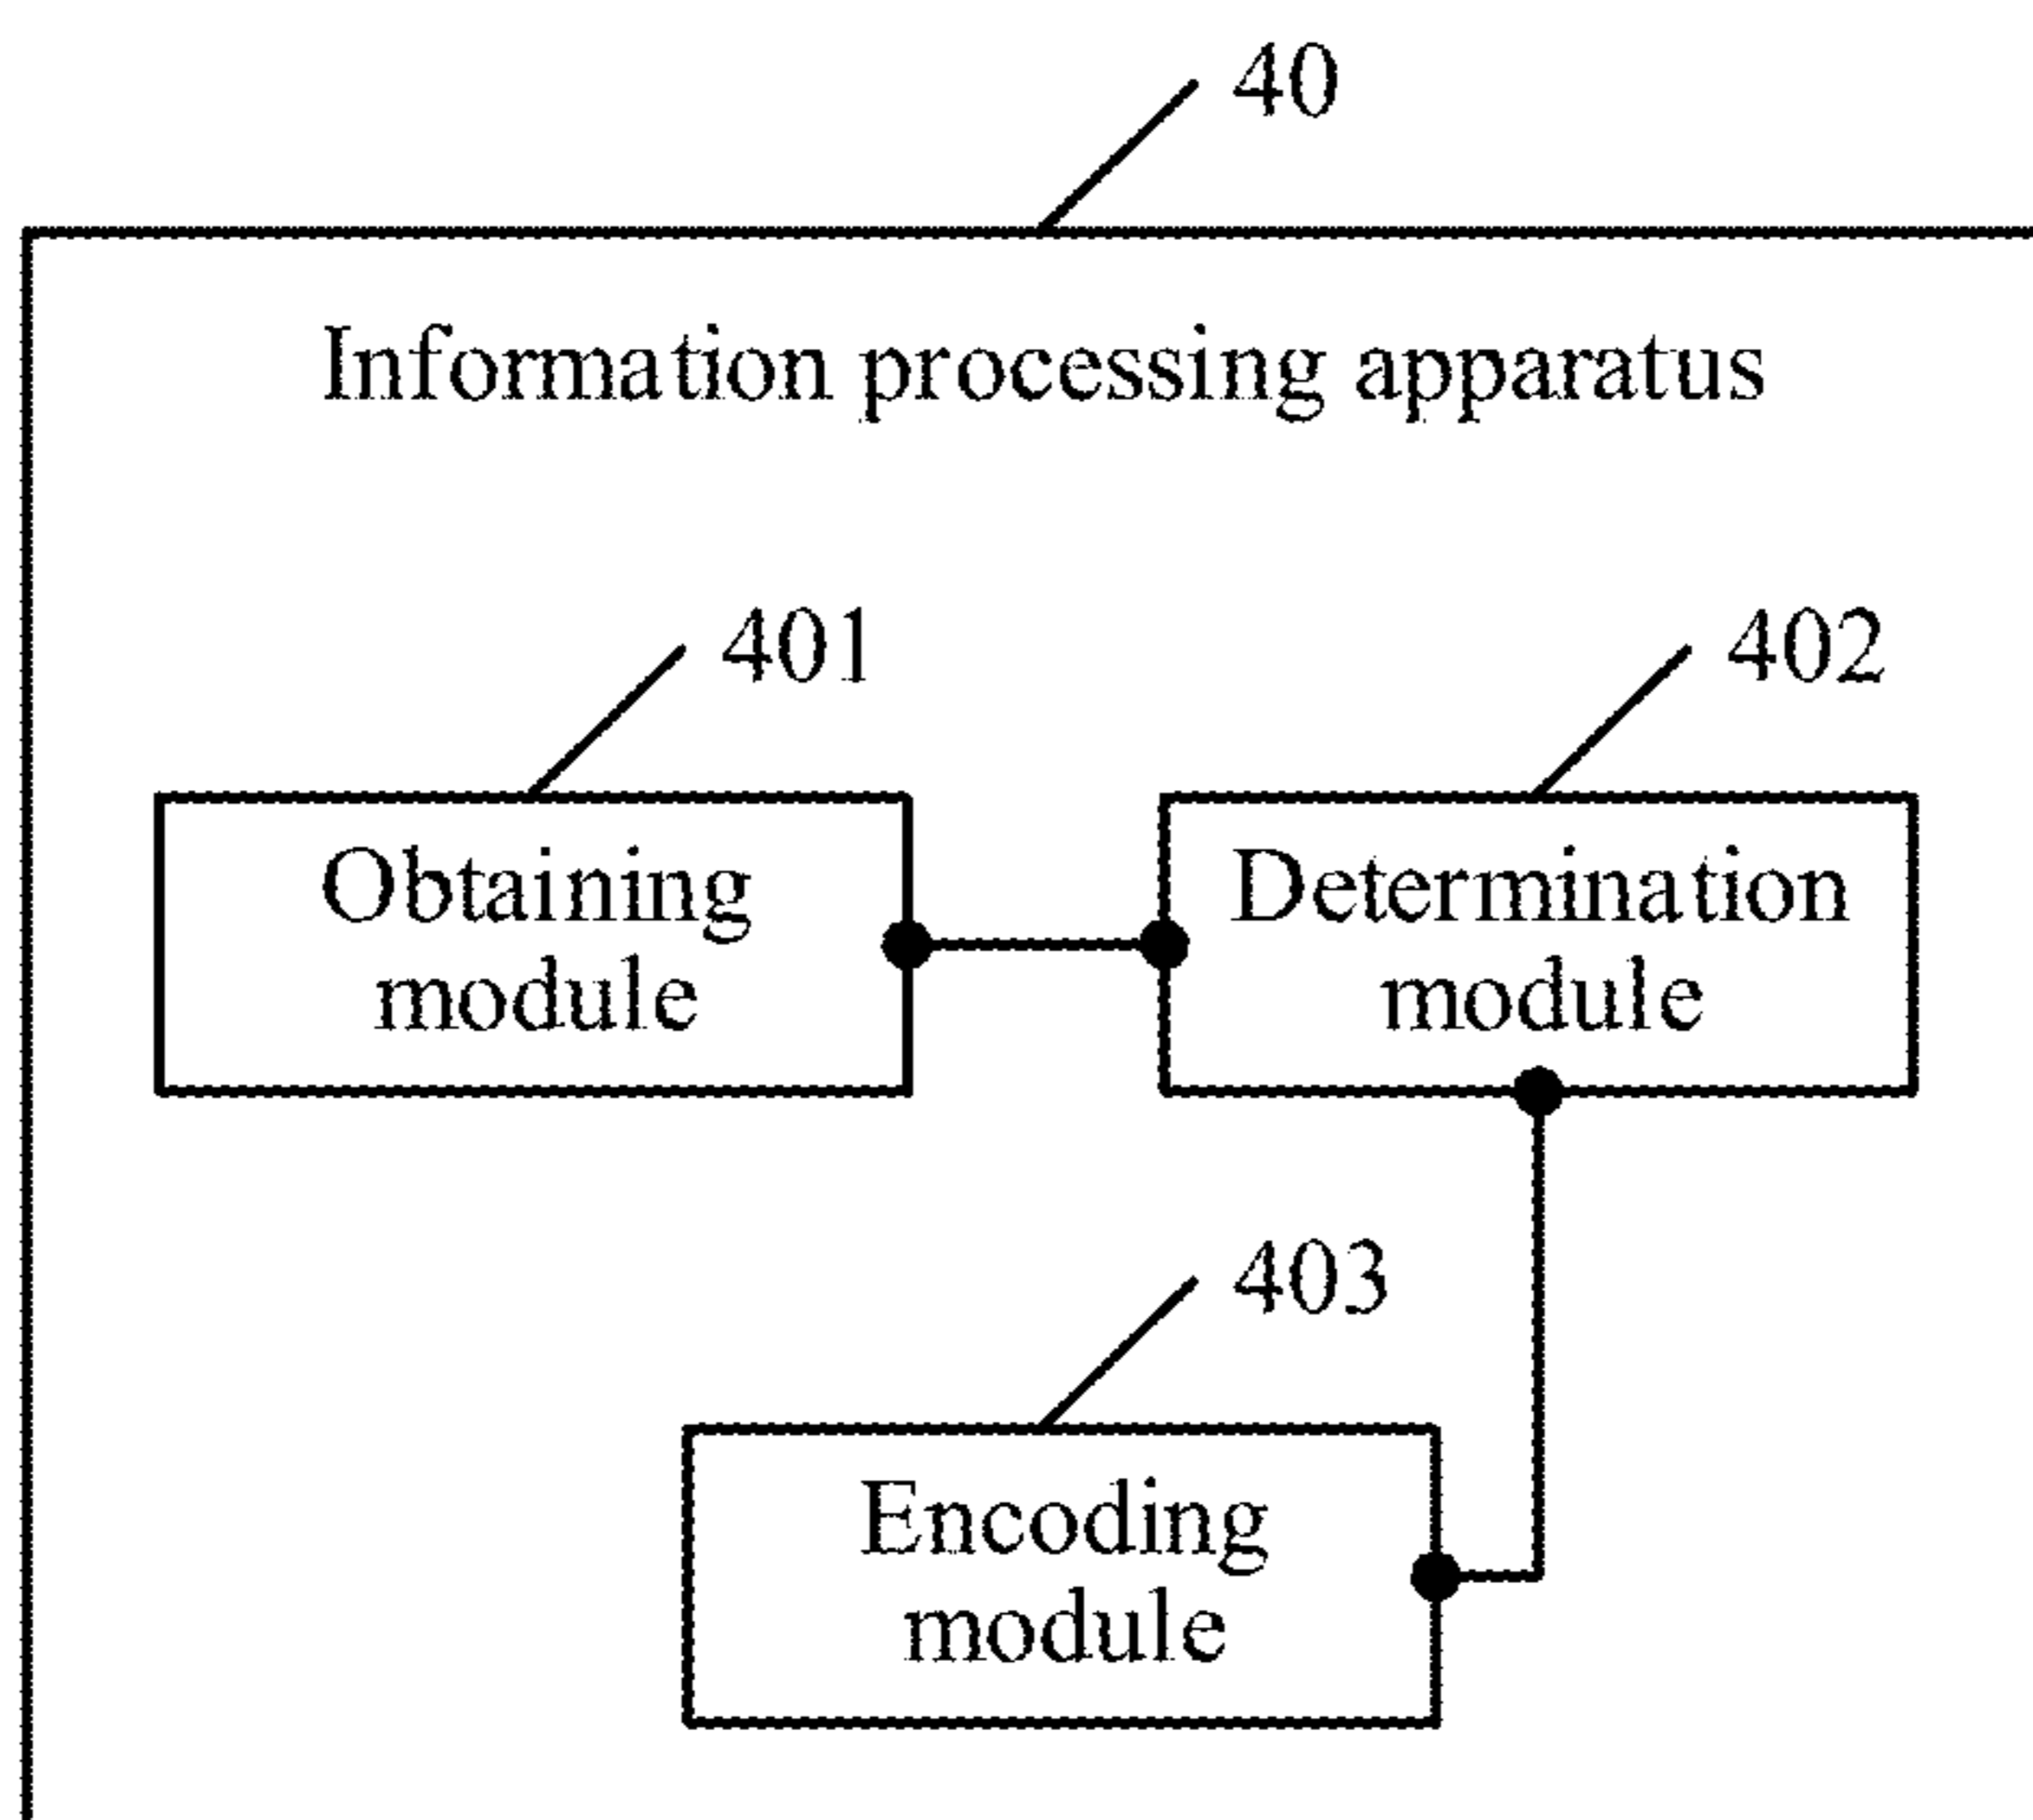 40
Information processing apparatus
401
402
Obtaining
module
Determination
module
403
Encoding
module